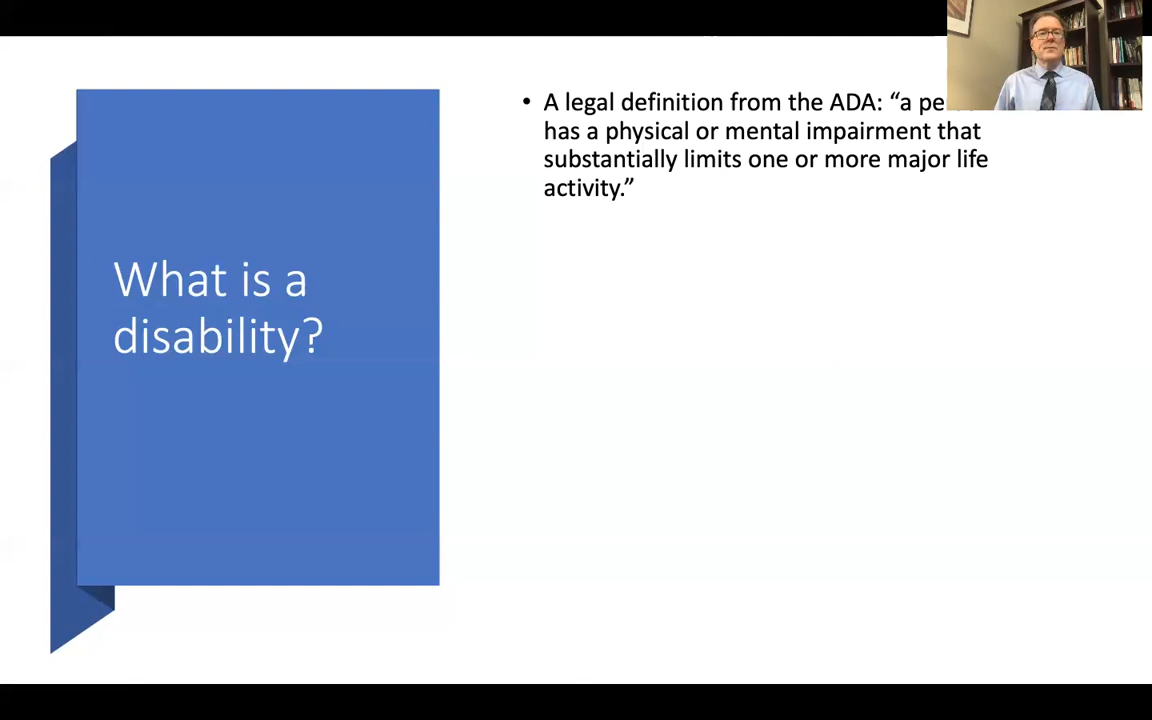 What is a
disability?
• A legal definition from the ADA: “a
has a physical or mental impairment that
substantially limits one or more major life
activity.”